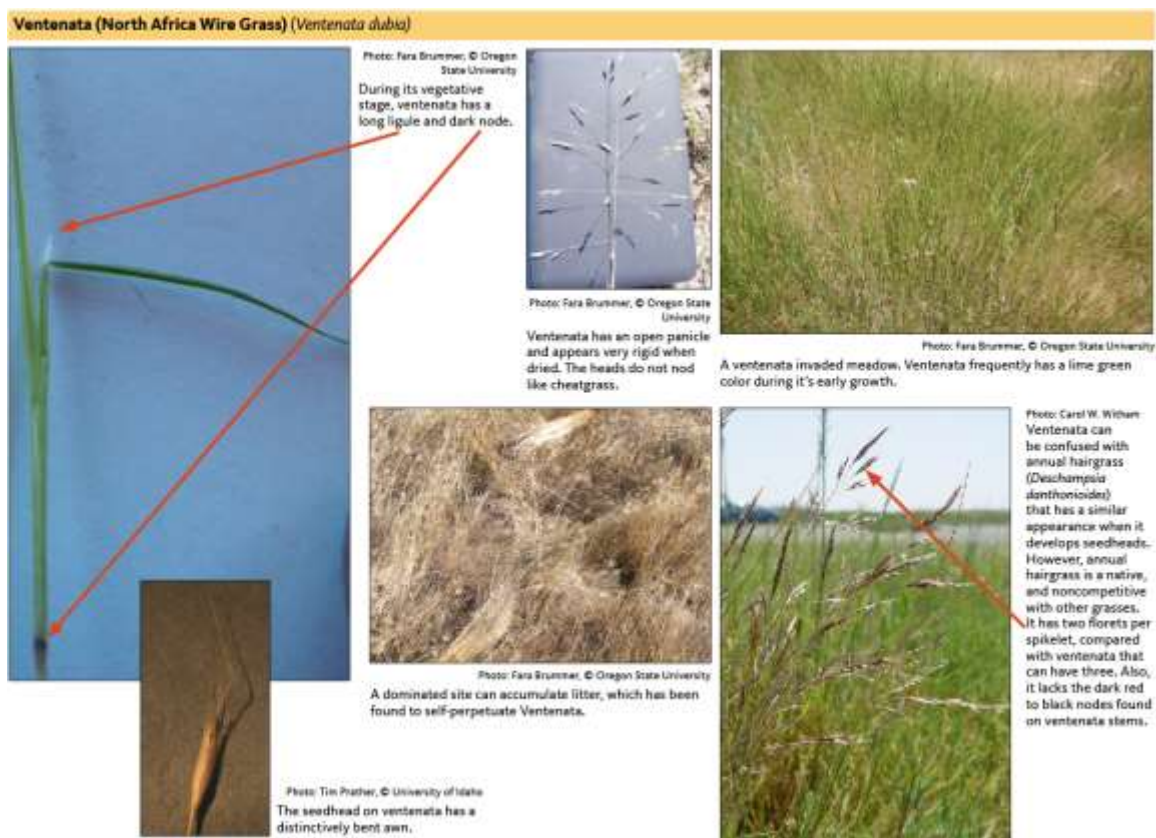 Ventenata (North Africa Wire Grass) (Ventenata dubia)
Photo: Fara Brummer, © Oregon
State University
During its vegetative
stage, ventenata has a
long ligule and dark node.
Photo: Fara Brummer, © Oregon State
University
Ventenata has an open panicle
and appears very rigid when
dried. The heads do not nod
like cheatgrass.
Photo: Fara Brummer, © Oregon State University
A ventenata invaded meadow. Ventenata frequently has a lime green
color during it's early growth.
Photo: Fara Brummer, © Oregon State University
A dominated site can accumulate litter, which has been
found to self-perpetuate Ventenata.
Photo: Carol W. Witham
Ventenata can
be confused with
annual hairgrass
(Deschampsia
danthonioides)
that has a similar
appearance when it
develops seedheads.
However, annual
hairgrass is a native,
and noncompetitive
with other grasses.
It has two florets per
spikelet, compared
with ventenata that
can have three. Also,
it lacks the dark red
to black nodes found
on ventenata stems.
Photo: Tim Prather, © University of Idaho
The seedhead on ventenata has a
distinctively bent awn.